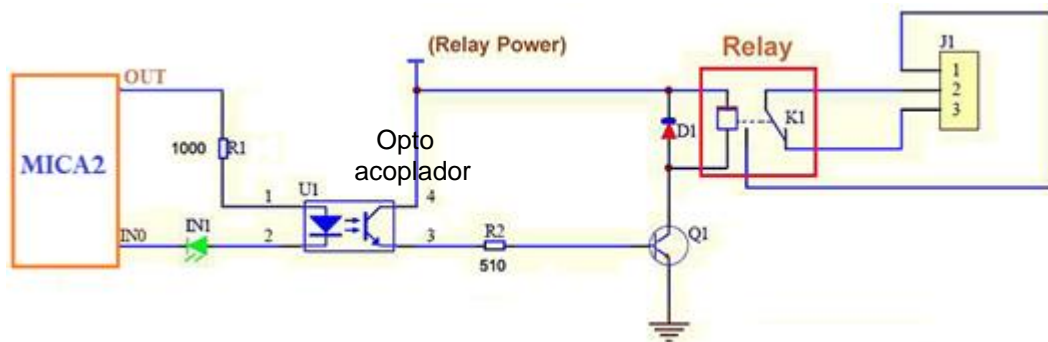 (Relay Power)
Relay
J1
1
2
3
OUT
K1
D1
1000
R1
Opto
acoplador
MICA2
U1
1
4
IN0
IN1
2
3
R2
510
Q1